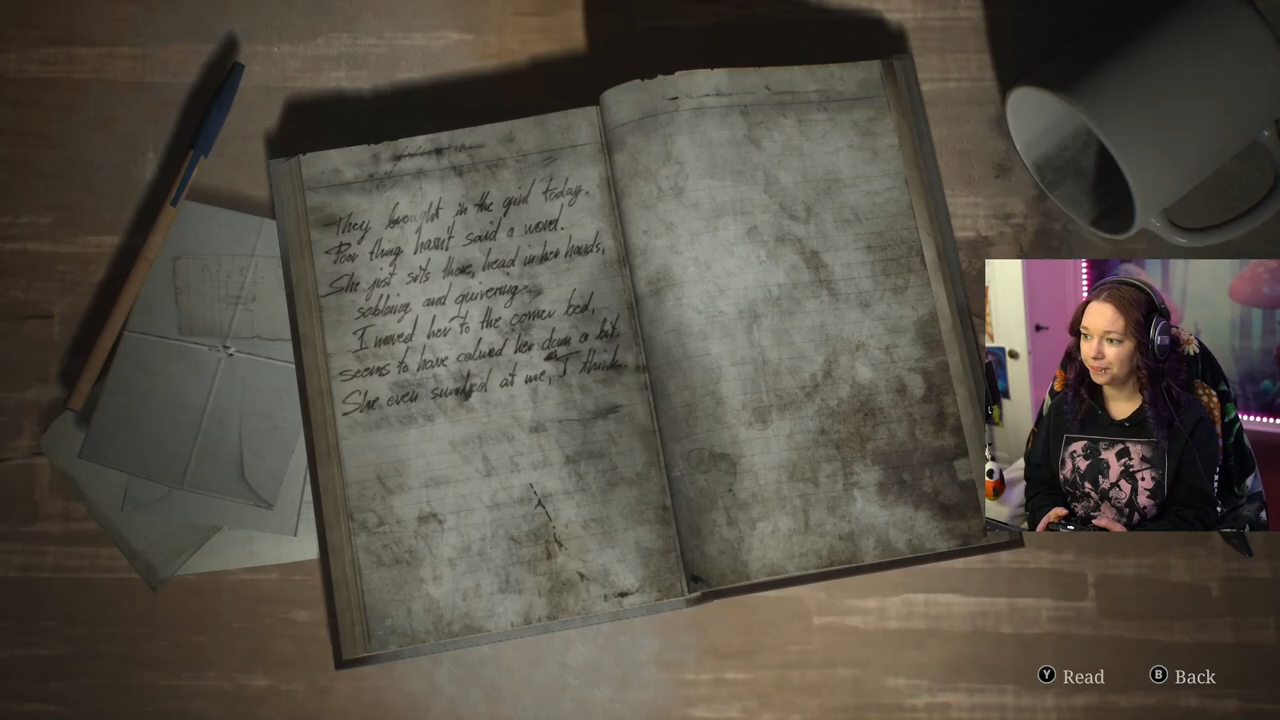 They brought in the girl today.
Poor thing hasn't said a word.
She just sits there, head in her hands,
sobbing and quivering.
I moved her to the corner bed,
seems to have calmed her down a bit.
She even smiled at me, I think.
Y Read
B Back